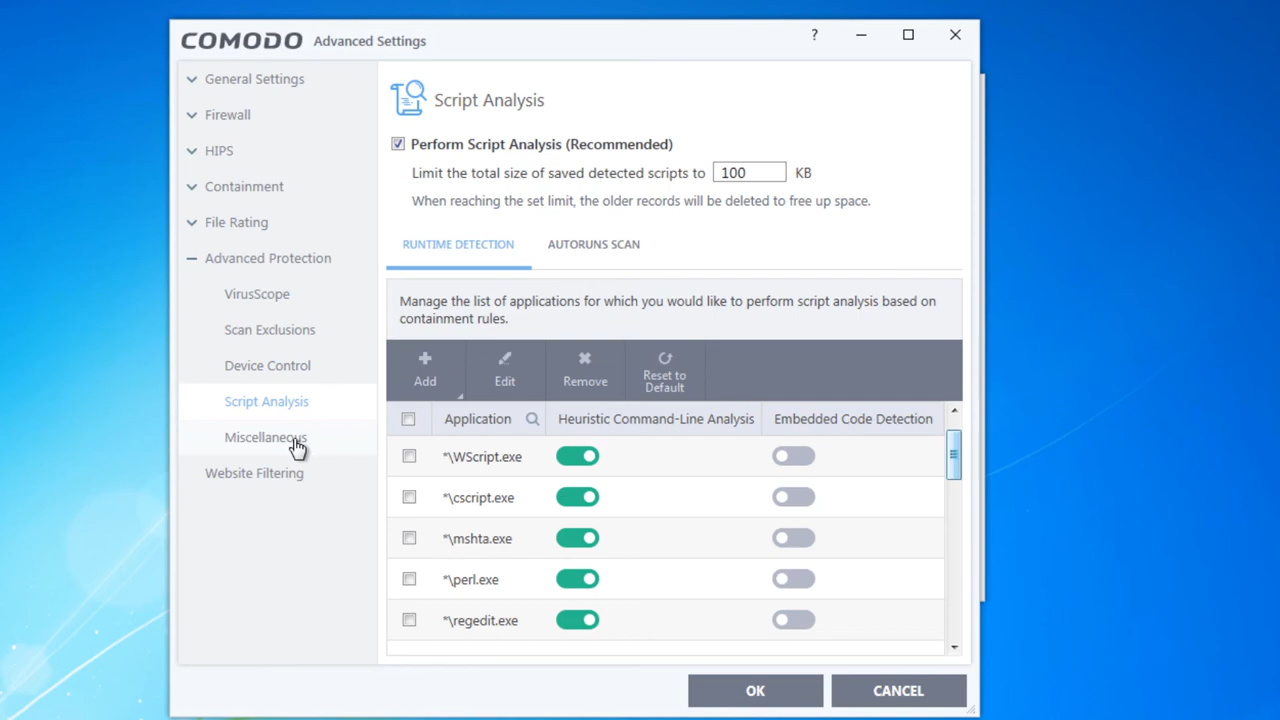 COMODO Advanced Settings
?
General Settings
Firewall
HIPS
Containment
File Rating
Advanced Protection
VirusScope
Scan Exclusions
Device Control
Script Analysis
Miscellaneous
Website Filtering
Script Analysis
Perform Script Analysis (Recommended)
Limit the total size of saved detected scripts to 100 KB
When reaching the set limit, the older records will be deleted to free up space.
RUNTIME DETECTION AUTORUNS SCAN
Manage the list of applications for which you would like to perform script analysis based on
containment rules.
Add Edit Remove Reset to
Default
Application Heuristic Command-Line Analysis Embedded Code Detection
*\WScript.exe
*\cscript.exe
*\mshta.exe
*\perl.exe
*\regedit.exe
OK CANCEL